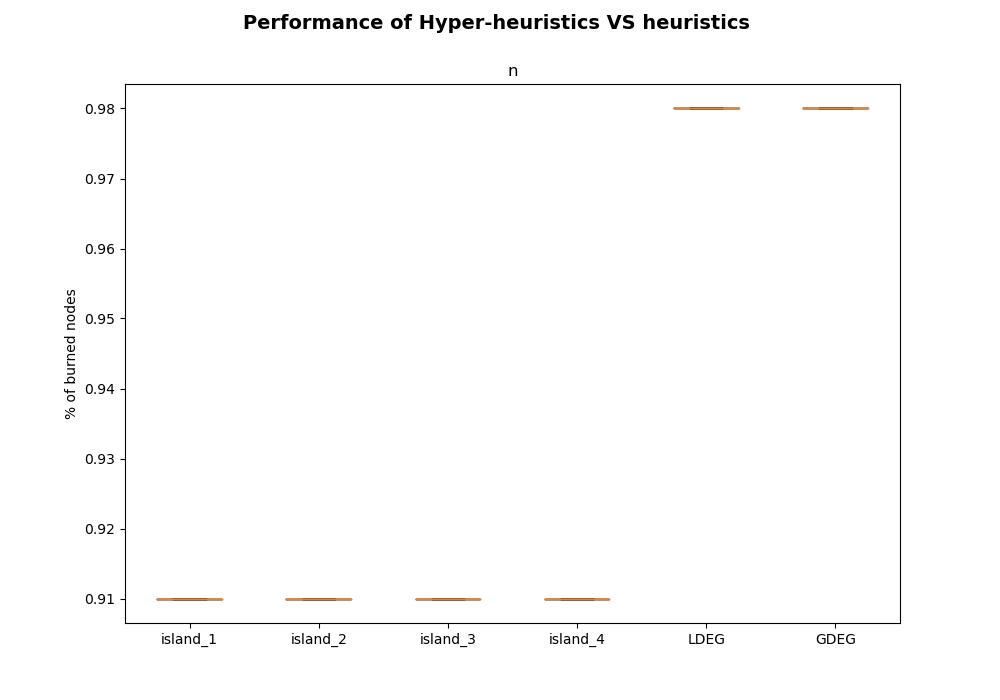 Performance of Hyper-heuristics VS heuristics
n
% of burned nodes
0.98
0.97
0.96
0.95
0.94
0.93
0.92
0.91
island_1 island_2 island_3 island_4 LDEG GDEG